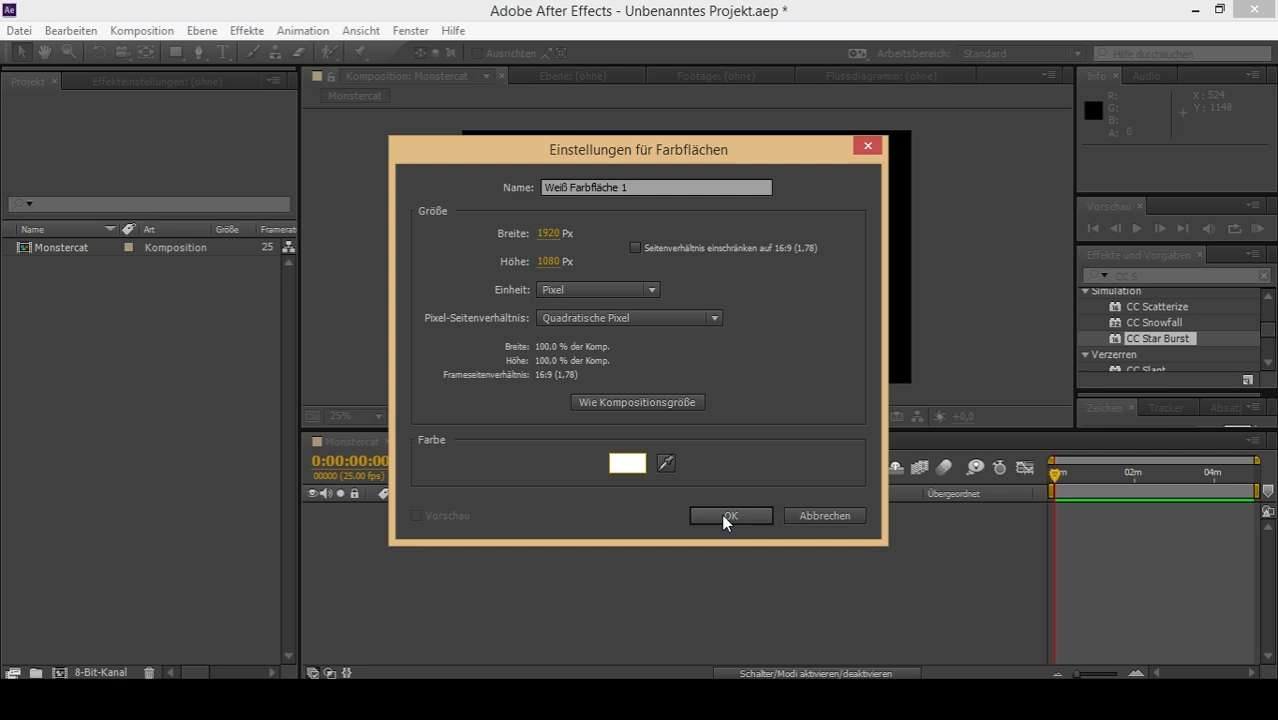 Ae
Adobe After Effects - Unbenanntes Projekt.aep *
Datei Bearbeiten Komposition Ebene Effekte Animation Ansicht Fenster Hilfe
Ausrichten Arbeitsbereich: Standard Hilfe durchsuchen
Projekt Effekteinstellungen: (ohne)
Komposition: Monstercat Ebene: (ohne) Footage: (ohne) Flussdiagramm: (ohne)
Monstercat
Info Audio
R: X: 524
G: Y: 1148
B:
A: 0
Name Art Größe Framerat
Monstercat Komposition 25
Einstellungen für Farbflächen
Name: Weiß Farbfläche 1
Größe
Breite: 1920 Px
Seitenverhältnis einschränken auf 16:9 (1,78)
Höhe: 1080 Px
Einheit: Pixel
Pixel-Seitenverhältnis: Quadratische Pixel
Breite: 100,0 % der Komp.
Höhe: 100,0 % der Komp.
Frameseitenverhältnis: 16:9 (1,78)
Wie Kompositionsgröße
Farbe
Vorschau OK Abbrechen
Vorschau
Effekte und Vorgaben
CC S
Simulation
CC Scatterize
CC Snowfall
CC Star Burst
Verzerren
CC Slant
Zeichen Tracker Absat
25% +0,0
Monstercat
0:00:00:00
00000 (25.00 fps)
02m 04m
Übergeordnet
8-Bit-Kanal
Schalter/Modi aktivieren/deaktivieren